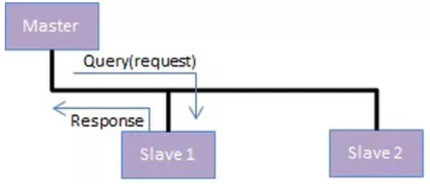 Master
Query(request)
Response
Slave 1
Slave 2